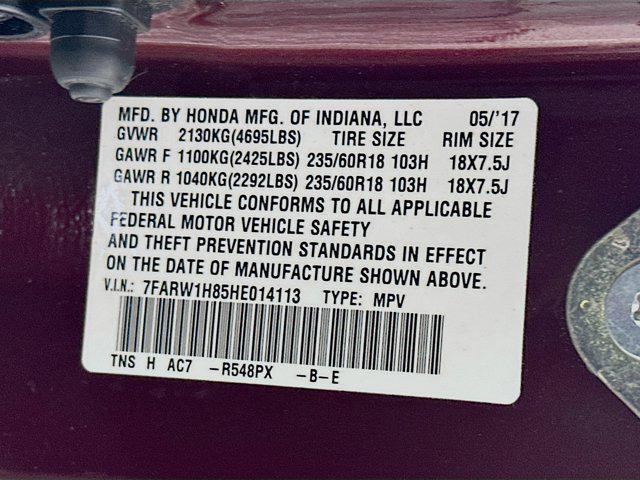 MFD. BY HONDA MFG. OF INDIANA, LLC 05/'17
GVWR 2130KG(4695LBS) TIRE SIZE RIM SIZE
GAWR F 1100KG(2425LBS) 235/60R18 103H 18X7.5J
GAWR R 1040KG(2292LBS) 235/60R18 103H 18X7.5J
THIS VEHICLE CONFORMS TO ALL APPLICABLE
FEDERAL MOTOR VEHICLE SAFETY
AND THEFT PREVENTION STANDARDS IN EFFECT
ON THE DATE OF MANUFACTURE SHOWN ABOVE.
V.I.N.: 7FARW1H85HE014113 TYPE: MPV
TNS H AC7 -R548PX -B-E